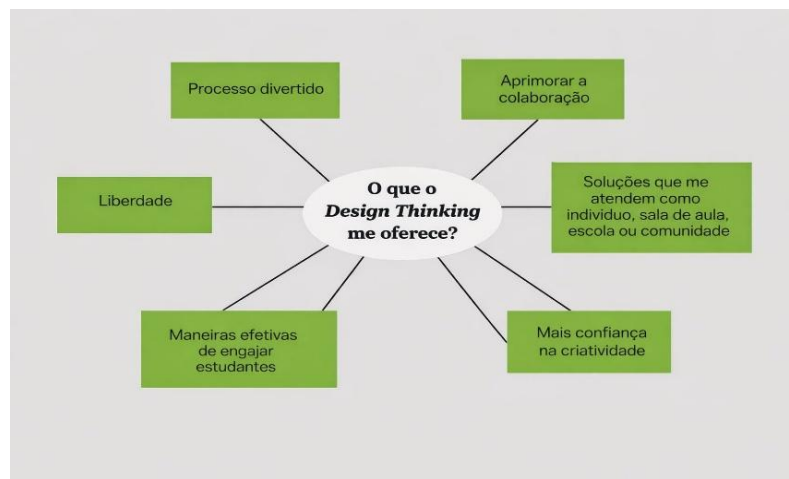 Processo divertido
Aprimorar a
colaboração
Liberdade
O que o
Design Thinking
me oferece?
Soluções que me
atendem como
individuo, sala de aula,
escola ou comunidade
Maneiras efetivas
de engajar
estudantes
Mais confiança
na criatividade